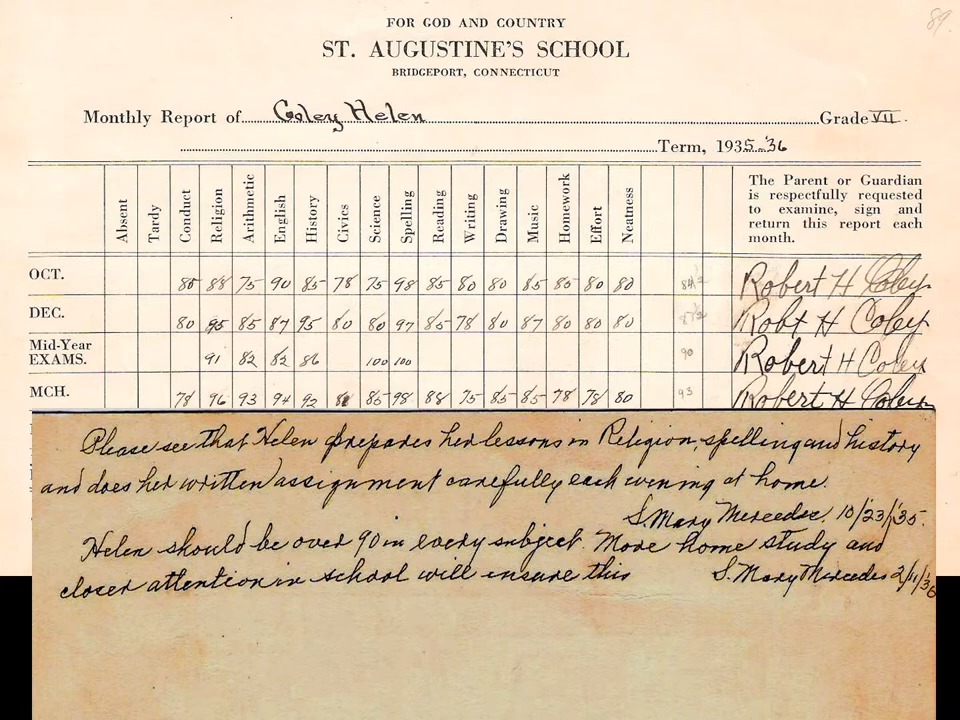 89
FOR GOD AND COUNTRY
ST. AUGUSTINE'S SCHOOL
BRIDGEPORT, CONNECTICUT
Monthly Report of Coley Helen Grade VII
Term, 1935-'36
Absent Tardy Conduct Religion Arithmetic English History Civics Science Spelling Reading Writing Drawing Music Homework Effort Neatness
The Parent or Guardian
is respectfully requested
to examine, sign and
return this report each
month.
OCT. 85 88 75 90 85 78 75 98 85 80 80 85 80 80 80 84½ Robert H Coley
DEC. 80 95 85 87 95 80 80 97 85 78 80 87 80 80 80 Robt H Coley
Mid-Year
EXAMS. 91 82 82 86 100 100 90 Robert H Coley
MCH. 78 96 93 94 92 85 98 88 75 85 85 78 78 80 93 Robert H Coley
Please see that Helen prepares her lessons in Religion, spelling and history
and does her written assignment carefully each evening at home.
S. Mary Mercedes. 10/23/'35.
Helen should be over 90 in every subject. More home study and
closer attention in school will insure this S. Mary Mercedes 2/11/'36